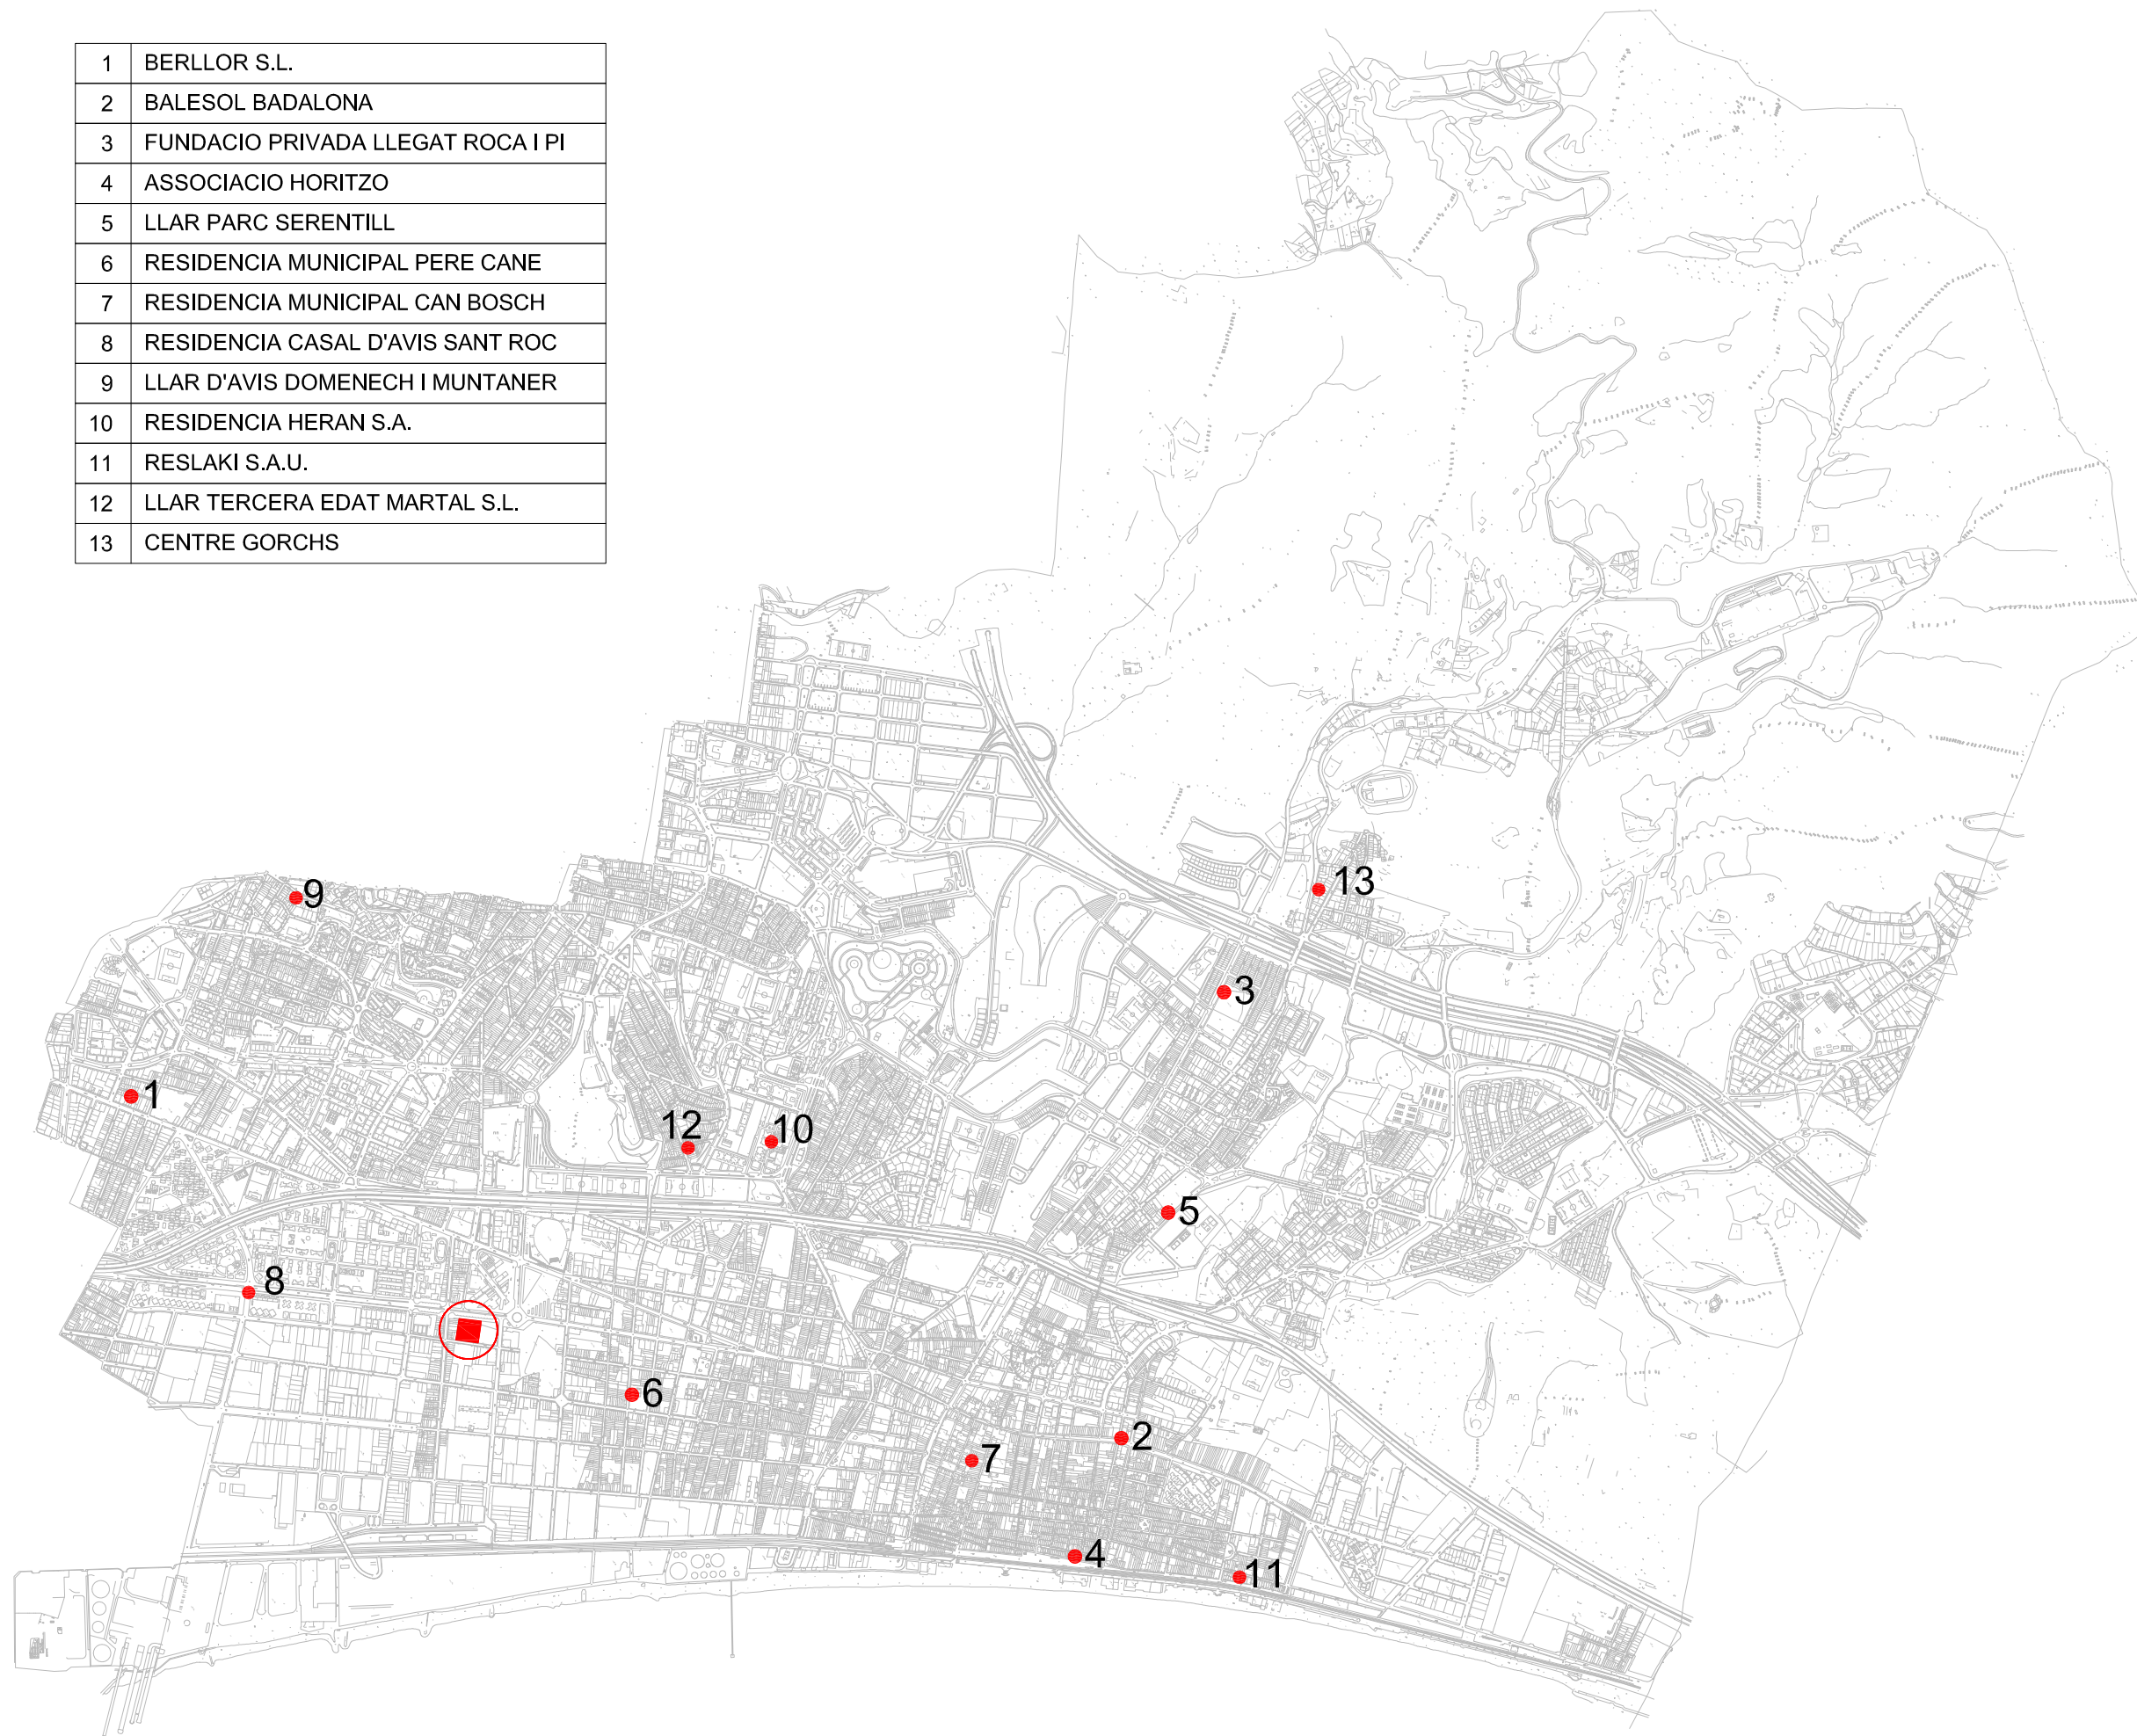 1 BERLLOR S.L.
2 BALESOL BADALONA
3 FUNDACIO PRIVADA LLEGAT ROCA I PI
4 ASSOCIACIO HORITZO
5 LLAR PARC SERENTILL
6 RESIDENCIA MUNICIPAL PERE CANE
7 RESIDENCIA MUNICIPAL CAN BOSCH
8 RESIDENCIA CASAL D'AVIS SANT ROC
9 LLAR D'AVIS DOMENECH I MUNTANER
10 RESIDENCIA HERAN S.A.
11 RESLAKI S.A.U.
12 LLAR TERCERA EDAT MARTAL S.L.
13 CENTRE GORCHS
13
9
3
1
12
10
5
8
6
2
7
4
11